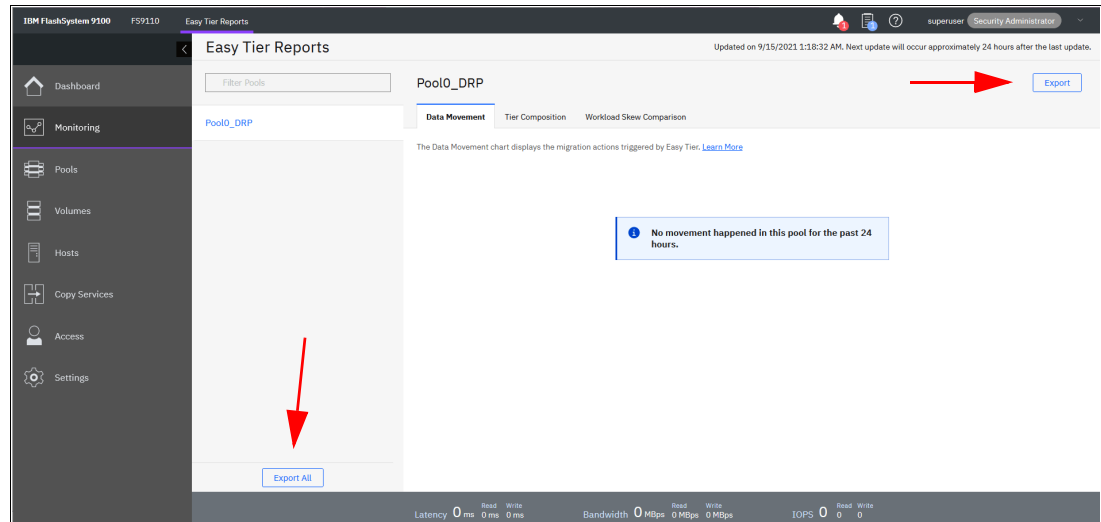 IBM FlashSystem 9100 FS9110 Easy Tier Reports 1 1 superuser Security Administrator
Easy Tier Reports
Updated on 9/15/2021 1:18:32 AM. Next update will occur approximately 24 hours after the last update.
Dashboard
Monitoring
Pools
Volumes
Hosts
Copy Services
Access
Settings
Filter Pools
Pool0_DRP
Export All
Pool0_DRP
Export
Data Movement Tier Composition Workload Skew Comparison
The Data Movement chart displays the migration actions triggered by Easy Tier. Learn More
No movement happened in this pool for the past 24
hours.
Read Write Read Write Read Write
Latency 0 ms 0 ms 0 ms Bandwidth 0 MBps 0 MBps 0 MBps IOPS 0 0 0